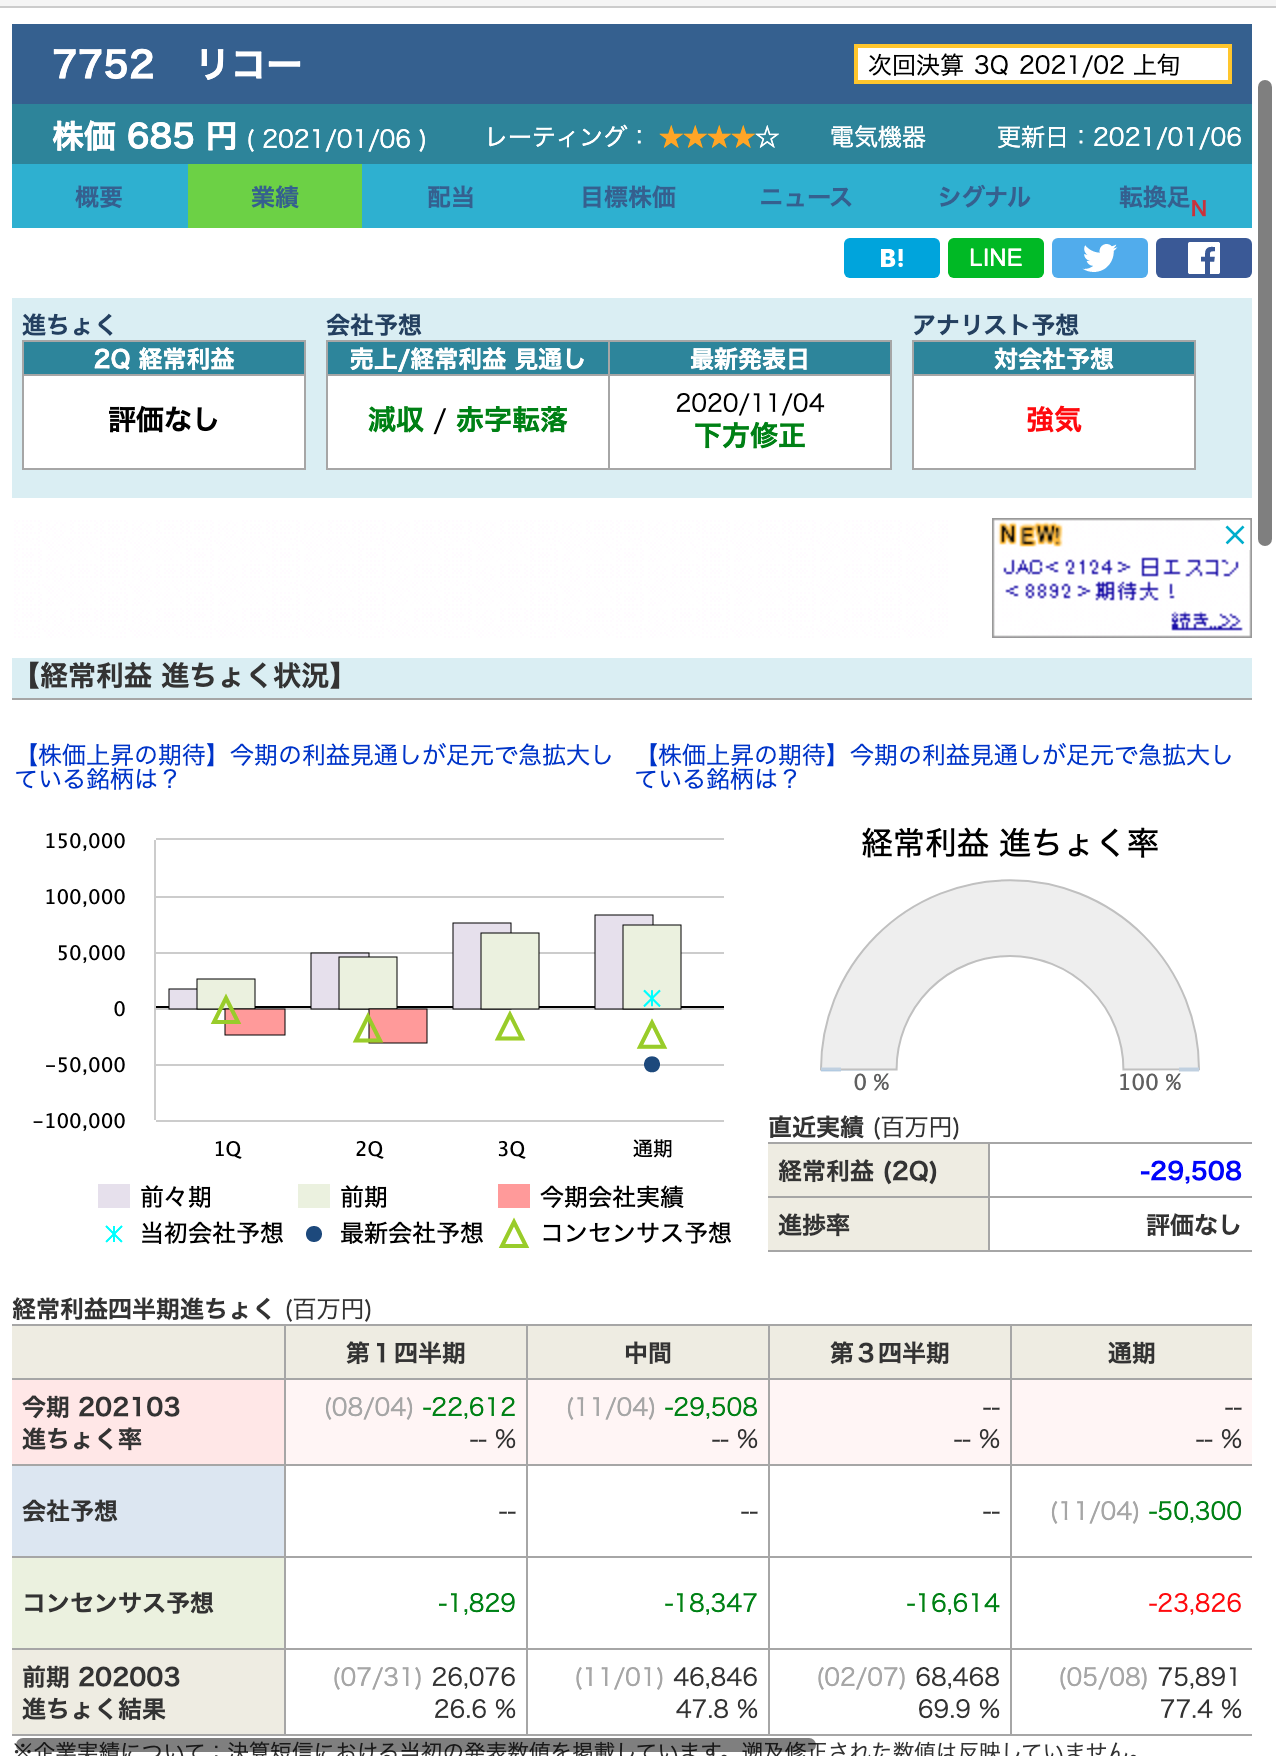 7752 リコー
次回決算 3Q 2021/02 上旬
株価 685 円 ( 2021/01/06 ) レーティング： ★★★★☆ 電気機器 更新日：2021/01/06
概要 業績 配当 目標株価 ニュース シグナル 転換足 N
B! LINE
進ちょく 会社予想 アナリスト予想
2Q 経常利益 売上/経常利益 見通し 最新発表日 対会社予想
評価なし 減収 / 赤字転落 2020/11/04 強気
下方修正
NEW!
JAC<2124> 日エスコン
<8892>期待大！
続き..>>
【経常利益 進ちょく状況】
【株価上昇の期待】今期の利益見通しが足元で急拡大し
ている銘柄は？
【株価上昇の期待】今期の利益見通しが足元で急拡大し
ている銘柄は？
150,000
100,000
50,000
0
-50,000
-100,000
1Q 2Q 3Q 通期
前々期 前期 今期会社実績
当初会社予想 最新会社予想 コンセンサス予想
経常利益 進ちょく率
0 % 100 %
直近実績 (百万円)
経常利益 (2Q) -29,508
進捗率 評価なし
経常利益四半期進ちょく (百万円)
第１四半期 中間 第３四半期 通期
今期 202103 (08/04) -22,612 (11/04) -29,508 -- --
進ちょく率 -- % -- % -- % -- %
会社予想 -- -- -- (11/04) -50,300
コンセンサス予想 -1,829 -18,347 -16,614 -23,826
前期 202003 (07/31) 26,076 (11/01) 46,846 (02/07) 68,468 (05/08) 75,891
進ちょく結果 26.6 % 47.8 % 69.9 % 77.4 %
※企業実績について：決算短信における当初の発表数値を掲載しています。遡及修正された数値は反映していません。